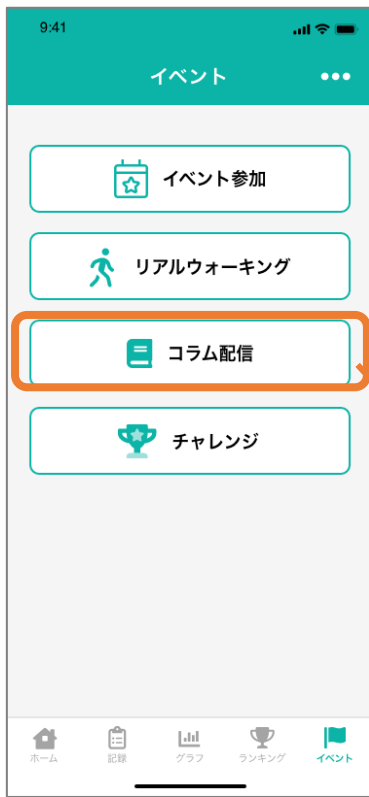 9:41
イベント
イベント参加
リアルウォーキング
コラム配信
チャレンジ
ホーム 記録 グラフ ランキング イベント